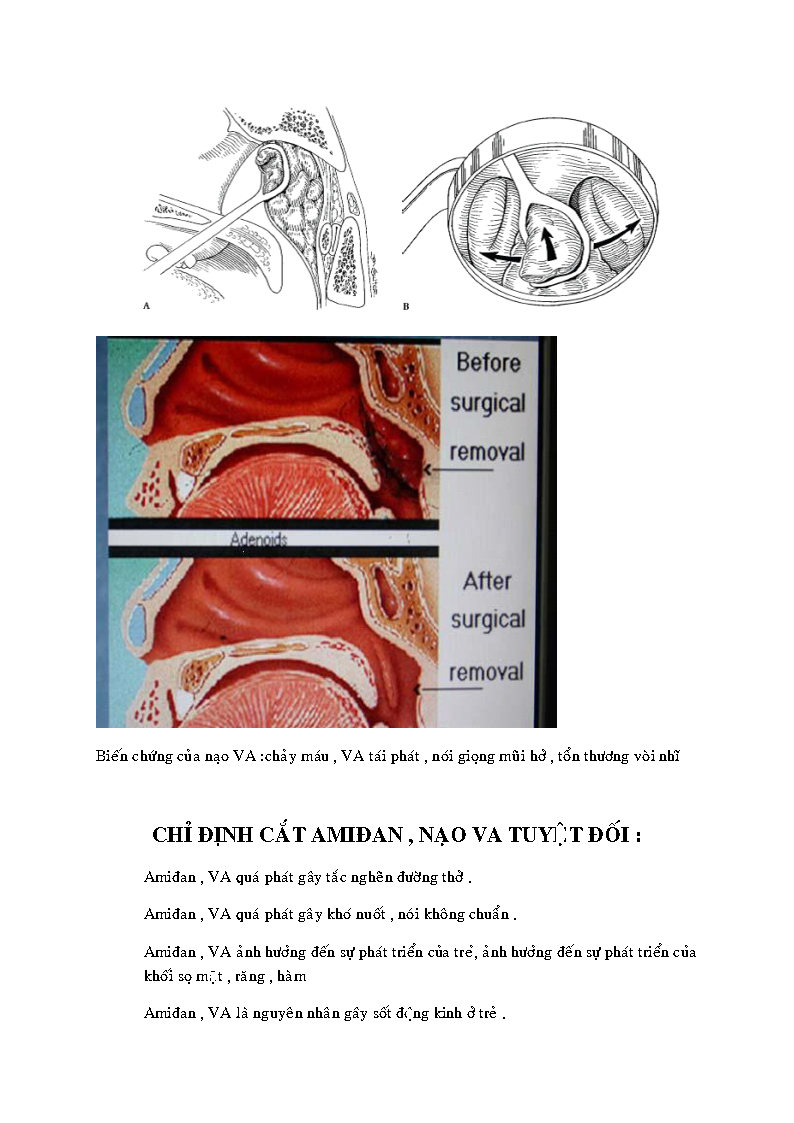 A
B
Before
surgical
removal
Adenoids
After
surgical
removal
Biến chứng của nạo VA :chảy máu , VA tái phát , nói giọng mũi hở , tổn thương vòi nhĩ
CHỈ ĐỊNH CẮT AMIĐAN , NẠO VA TUYỆT ĐỐI :
Amiđan , VA quá phát gây tắc nghẽn đường thở .
Amiđan , VA quá phát gây khó nuốt , nói không chuẩn .
Amiđan , VA ảnh hưởng đến sự phát triển của trẻ, ảnh hưởng đến sự phát triển của
khối sọ mặt , răng , hàm
Amiđan , VA là nguyên nhân gây sốt động kinh ở trẻ .